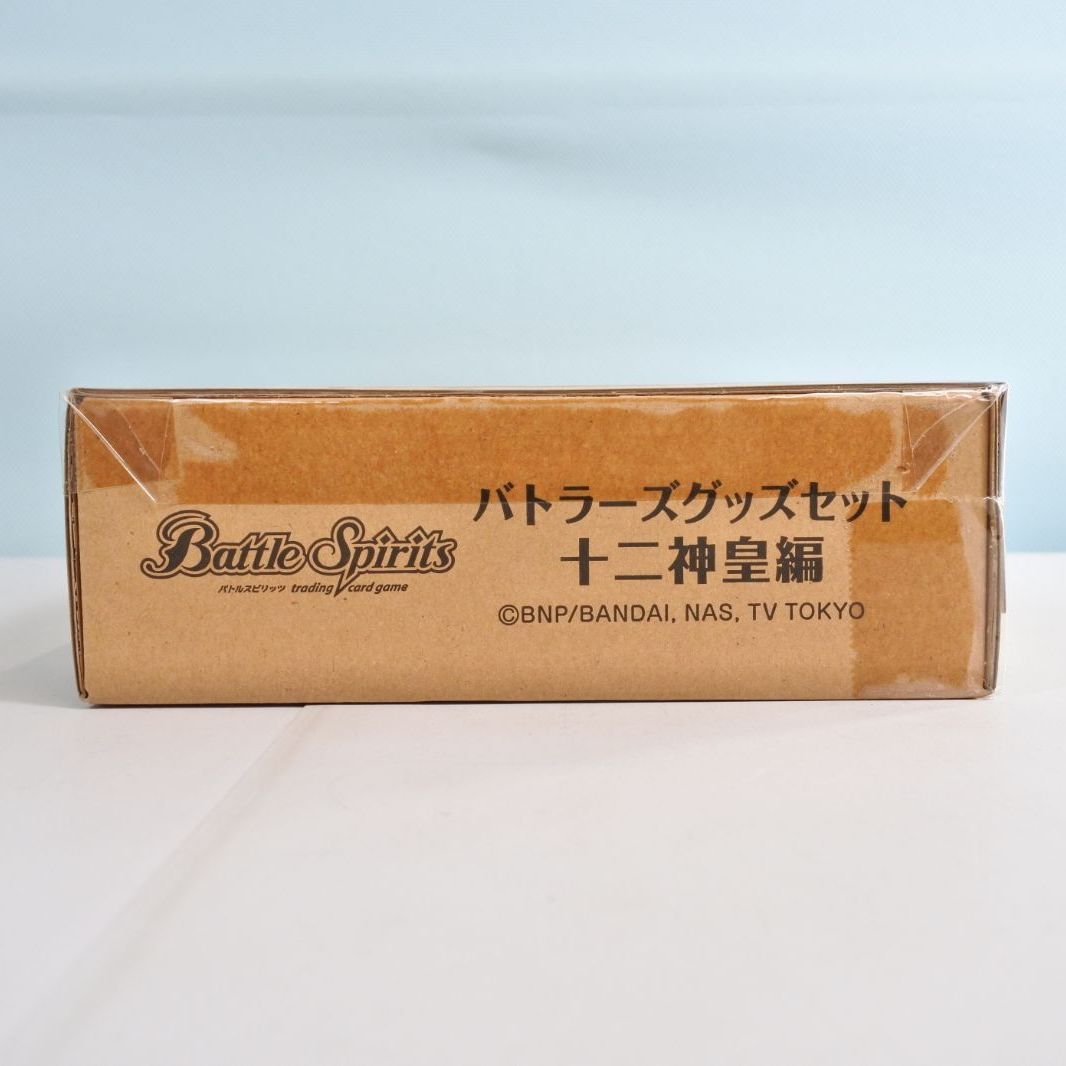 Battle Spirits
バトルスピリッツ trading card game
バトラーズグッズセット
十二神皇編
©BNP/BANDAI, NAS, TV TOKYO